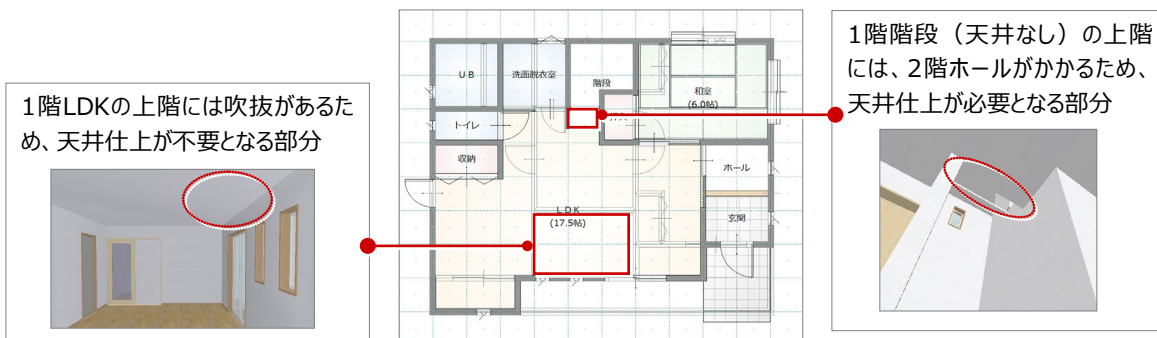 1階LDKの上階には吹抜があるた
め、天井仕上が不要となる部分
UB
洗面脱衣室
階段
和室
(6.0帖)
トイレ
収納
ホール
LDK
(17.5帖)
玄関
1階階段（天井なし）の上階
には、2階ホールがかかるため、
天井仕上が必要となる部分